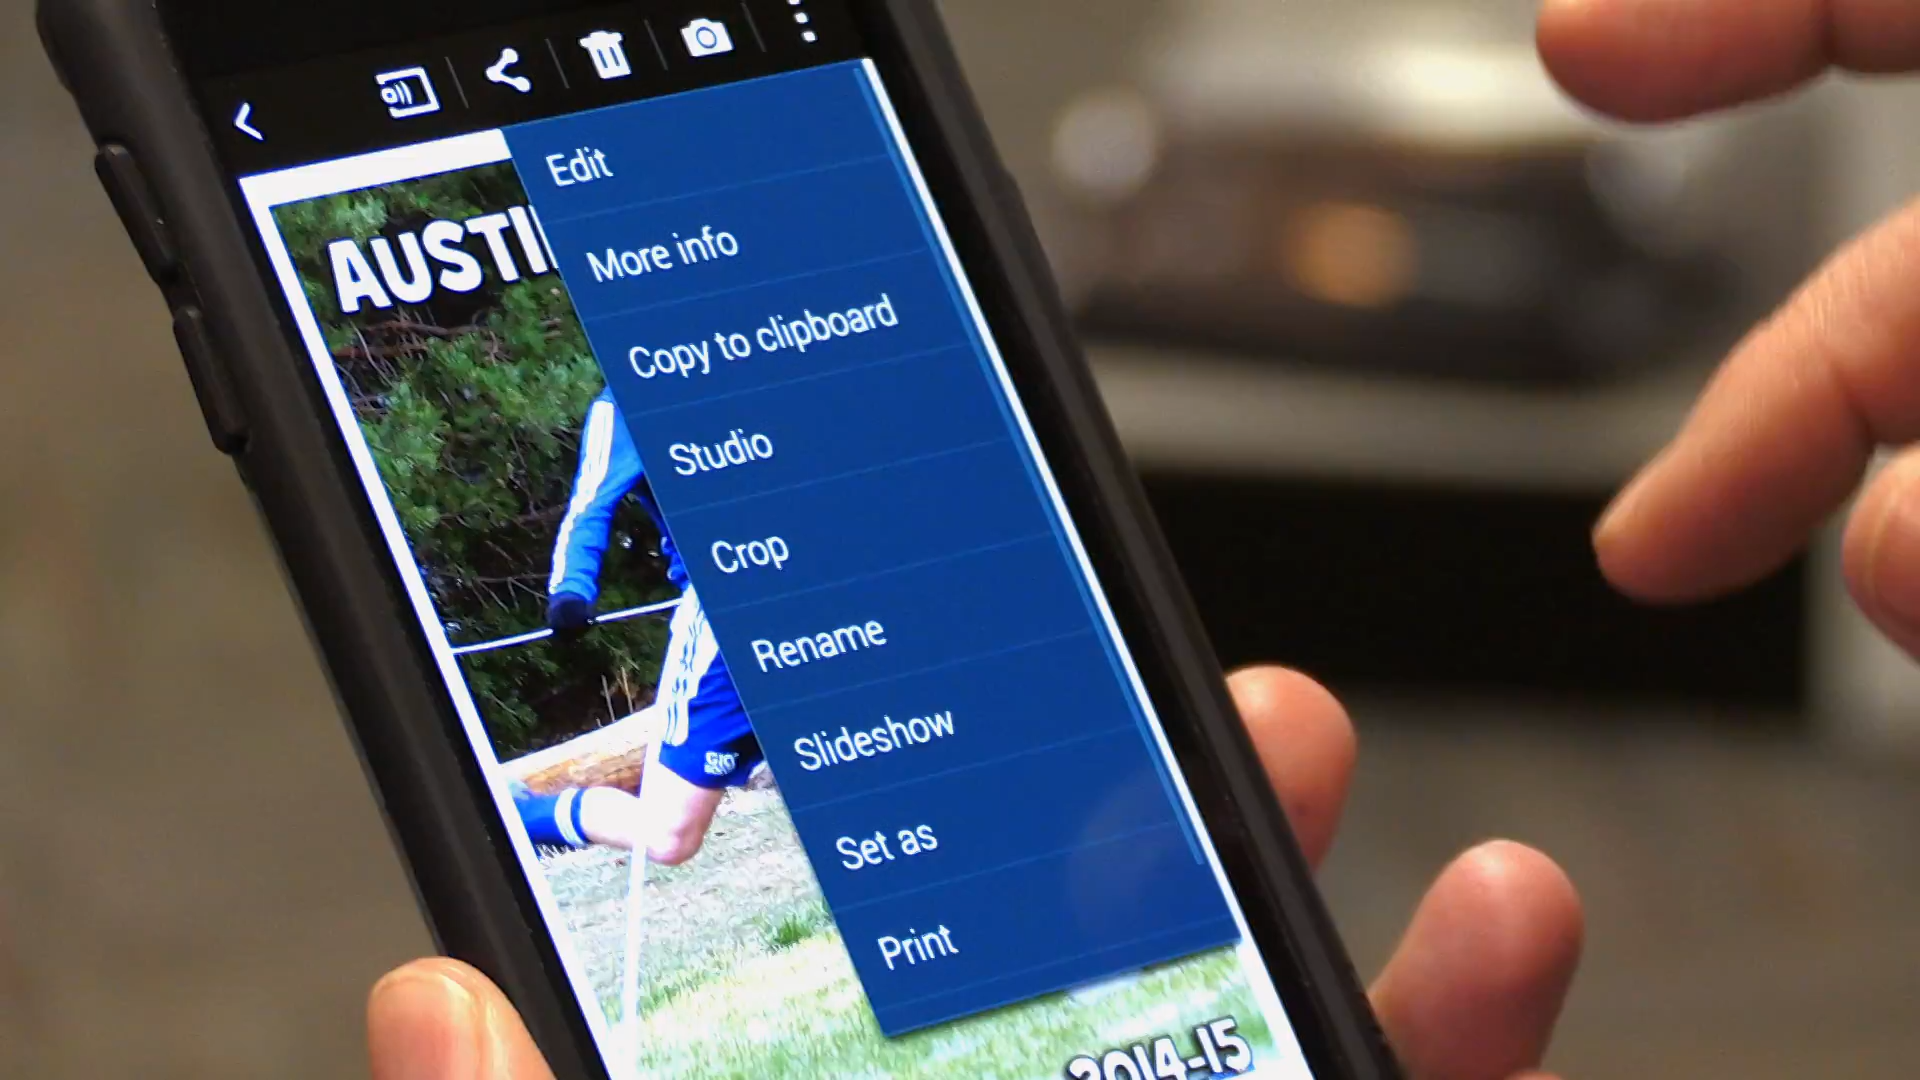 AUSTI
Edit
More info
Copy to clipboard
Studio
Crop
Rename
Slideshow
Set as
Print
2014-15